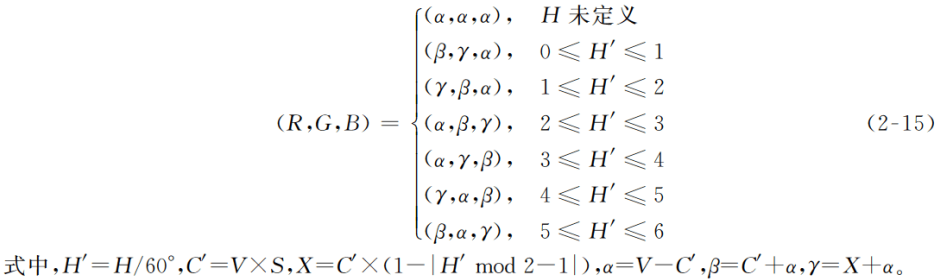 (α,α,α), H 未定义
(β,γ,α), 0≤H′≤1
(γ,β,α), 1≤H′≤2
(R,G,B)= (α,β,γ), 2≤H′≤3 (2-15)
(α,γ,β), 3≤H′≤4
(γ,α,β), 4≤H′≤5
(β,α,γ), 5≤H′≤6
式中,H′=H/60°,C′=V×S,X=C′×(1-|H′ mod 2-1|),α=V-C′,β=C′+α,γ=X+α。